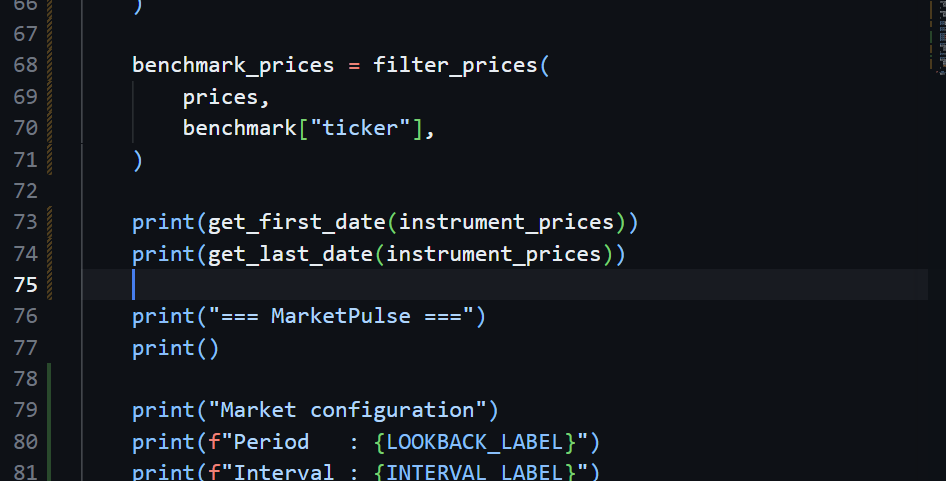 66 )
67
68 benchmark_prices = filter_prices(
69 prices,
70 benchmark["ticker"],
71 )
72
73 print(get_first_date(instrument_prices))
74 print(get_last_date(instrument_prices))
75
76 print("=== MarketPulse ===")
77 print()
78
79 print("Market configuration")
80 print(f"Period   : {LOOKBACK_LABEL}")
81 print(f"Interval : {INTERVAL_LABEL}")